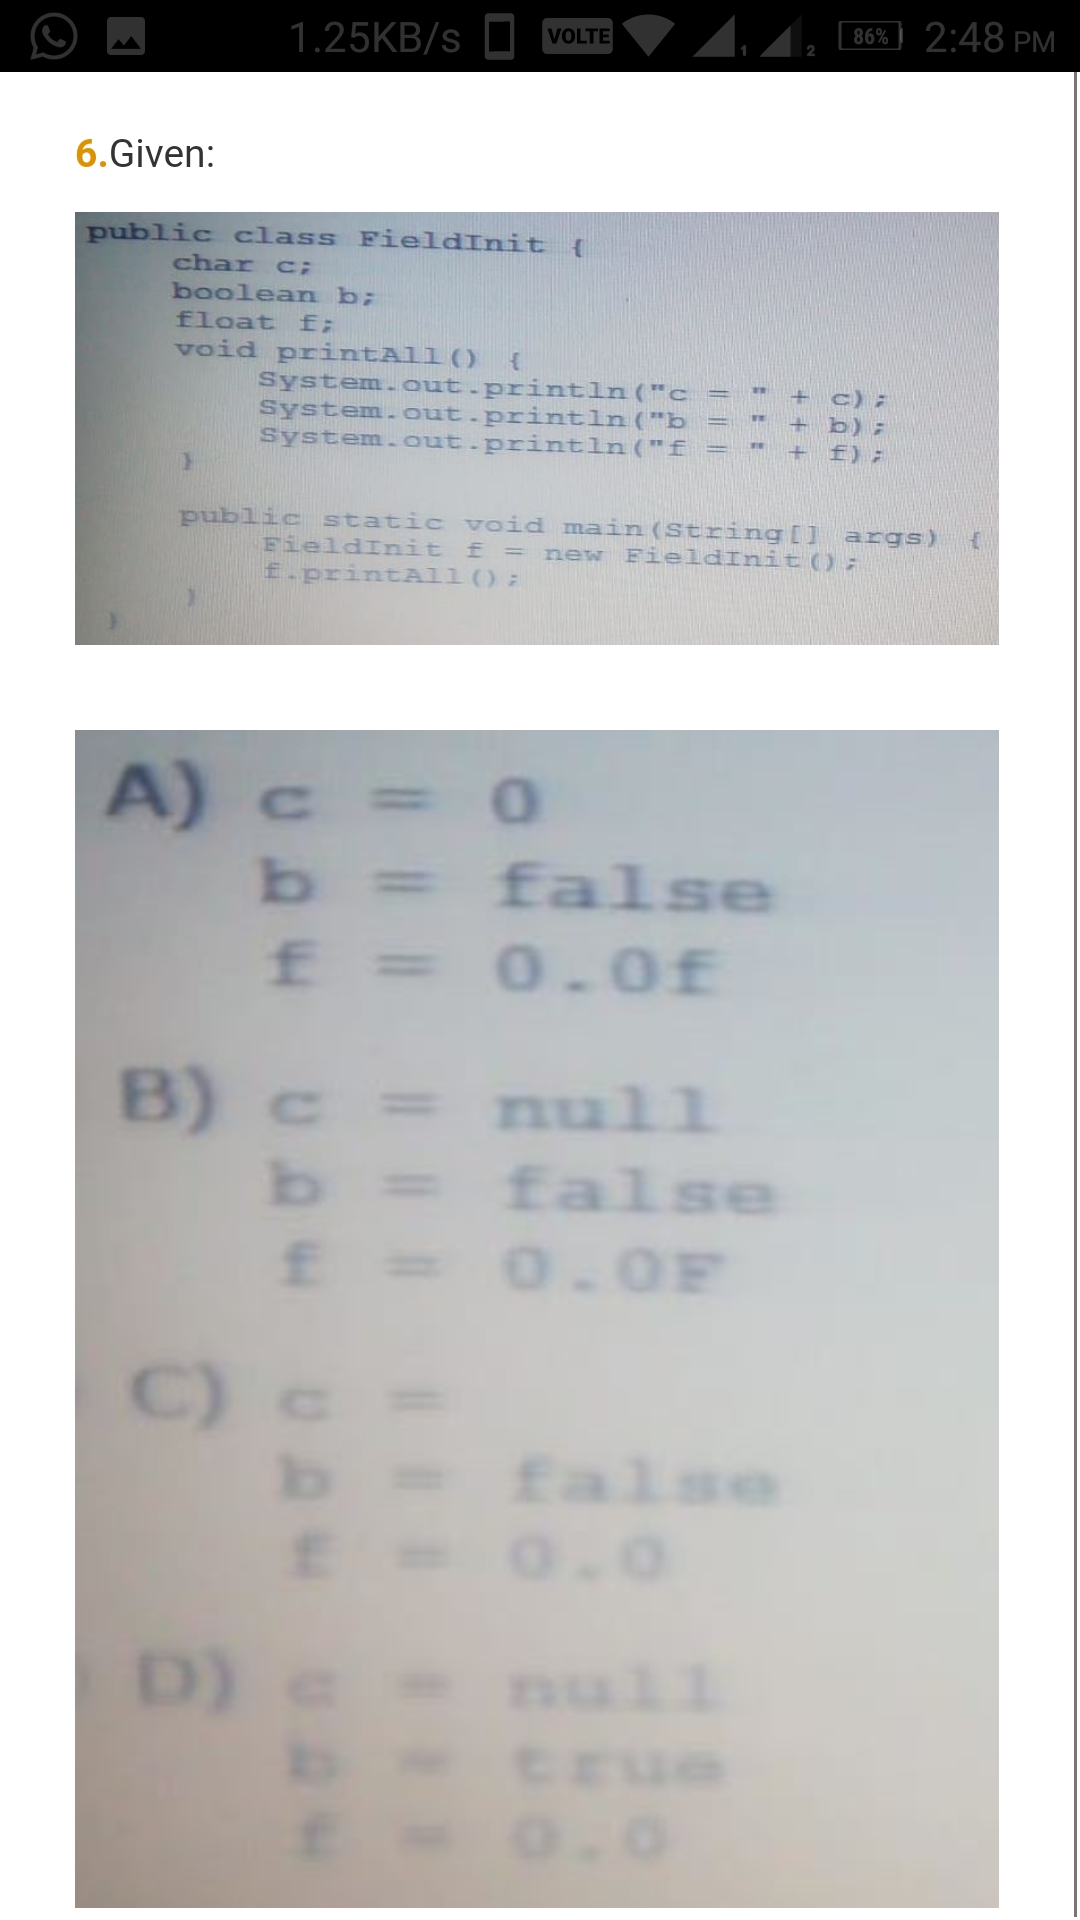 1.25KB/s VOLTE 1 2 86% 2:48 PM
6.Given:
public class FieldInit {
char c;
boolean b;
float f;
void printAll() {
System.out.println("c = " + c);
System.out.println("b = " + b);
System.out.println("f = " + f);
}
public static void main(String[] args) {
FieldInit f = new FieldInit();
f.printAll();
}
}
A) c = 0
b = false
f = 0.0f
B) c = null
b = false
f = 0.0F
C) c =
b = false
f = 0.0
D) c = null
b = true
f = 0.0